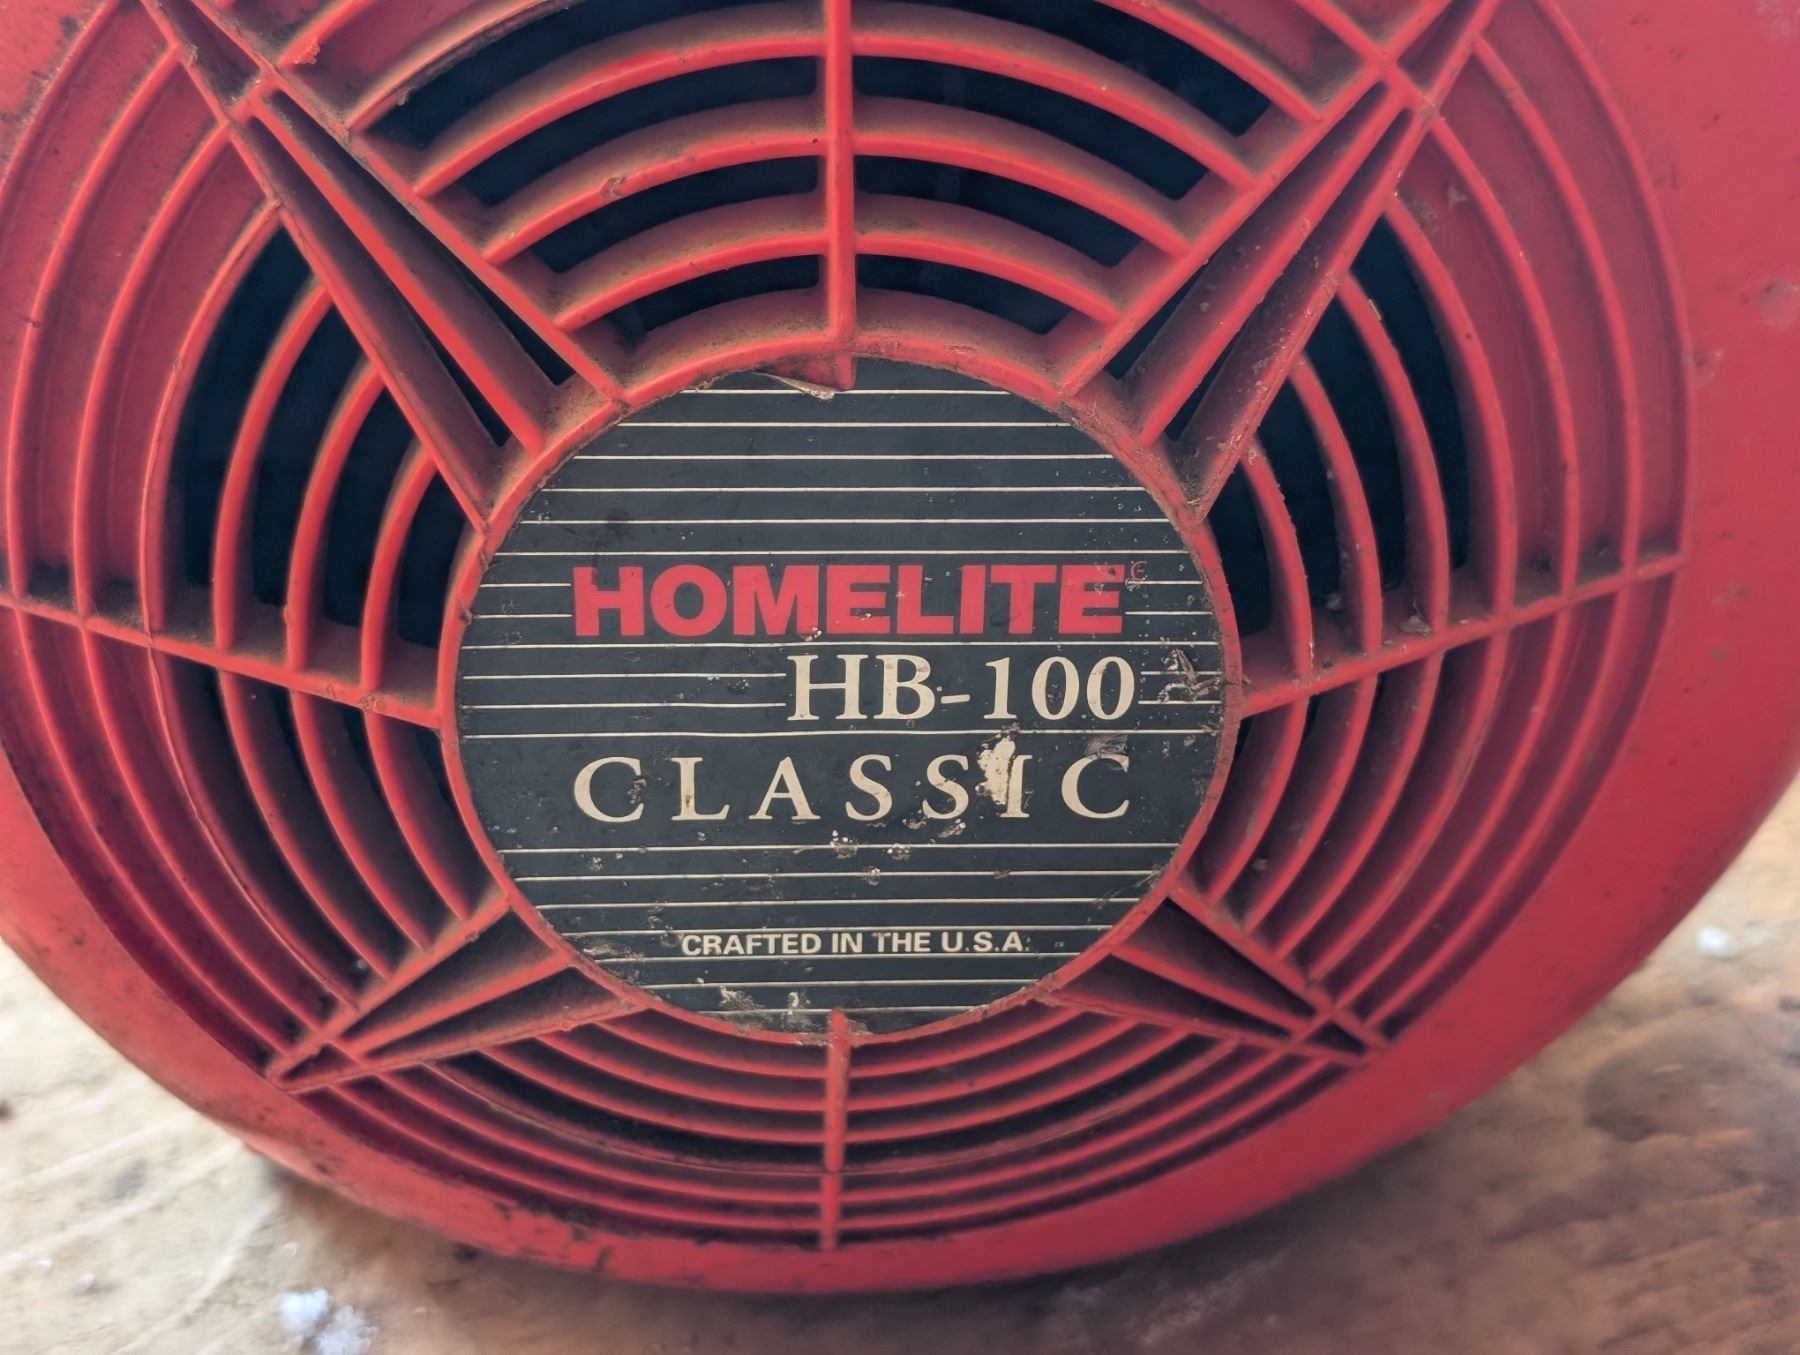 HOMELITE
HB-100
CLASSIC
CRAFTED IN THE U.S.A.